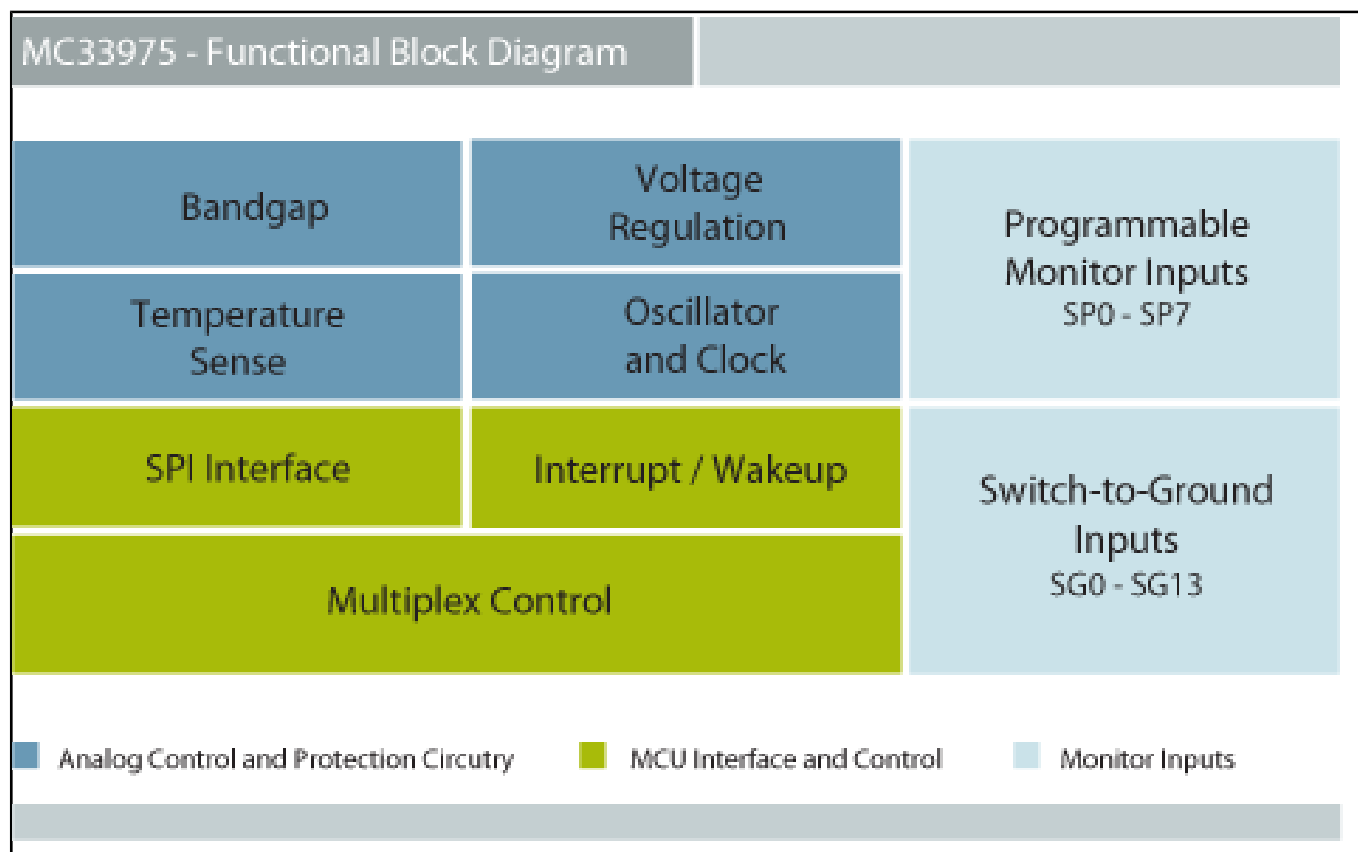 MC33975 - Functional Block Diagram
Bandgap
Voltage
Regulation
Programmable
Monitor Inputs
SP0 - SP7
Temperature
Sense
Oscillator
and Clock
SPI Interface
Interrupt / Wakeup
Switch-to-Ground
Inputs
SG0 - SG13
Multiplex Control
Analog Control and Protection Circutry
MCU Interface and Control
Monitor Inputs